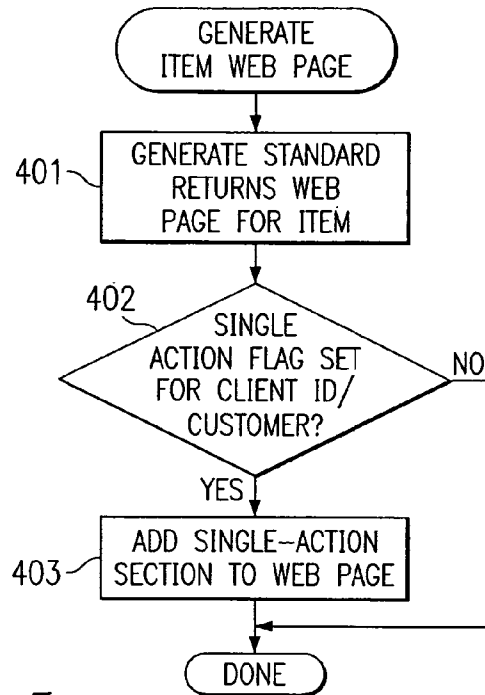 GENERATE
ITEM WEB PAGE
401
GENERATE STANDARD
RETURNS WEB
PAGE FOR ITEM
402
SINGLE
ACTION FLAG SET
FOR CLIENT ID/
CUSTOMER?
NO
YES
403
ADD SINGLE-ACTION
SECTION TO WEB PAGE
DONE